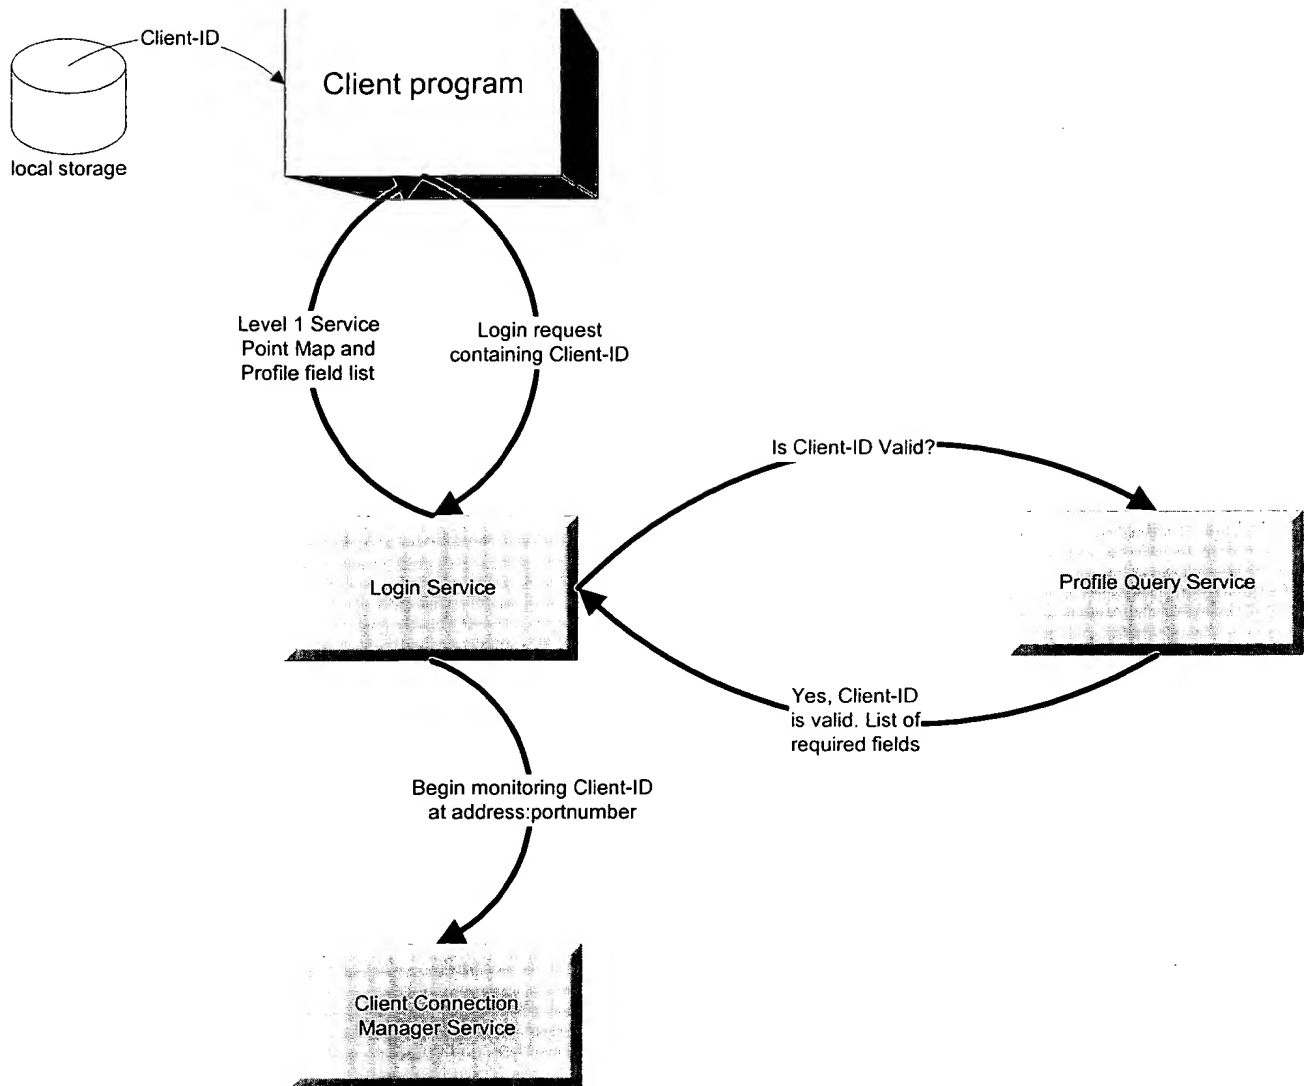 Client-ID
Client program
local storage
Level 1 Service
Point Map and
Profile field list
Login request
containing Client-ID
Is Client-ID Valid?
Login Service
Profile Query Service
Yes, Client-ID
is valid. List of
required fields
Begin monitoring Client-ID
at address:portnumber
Client Connection
Manager Service